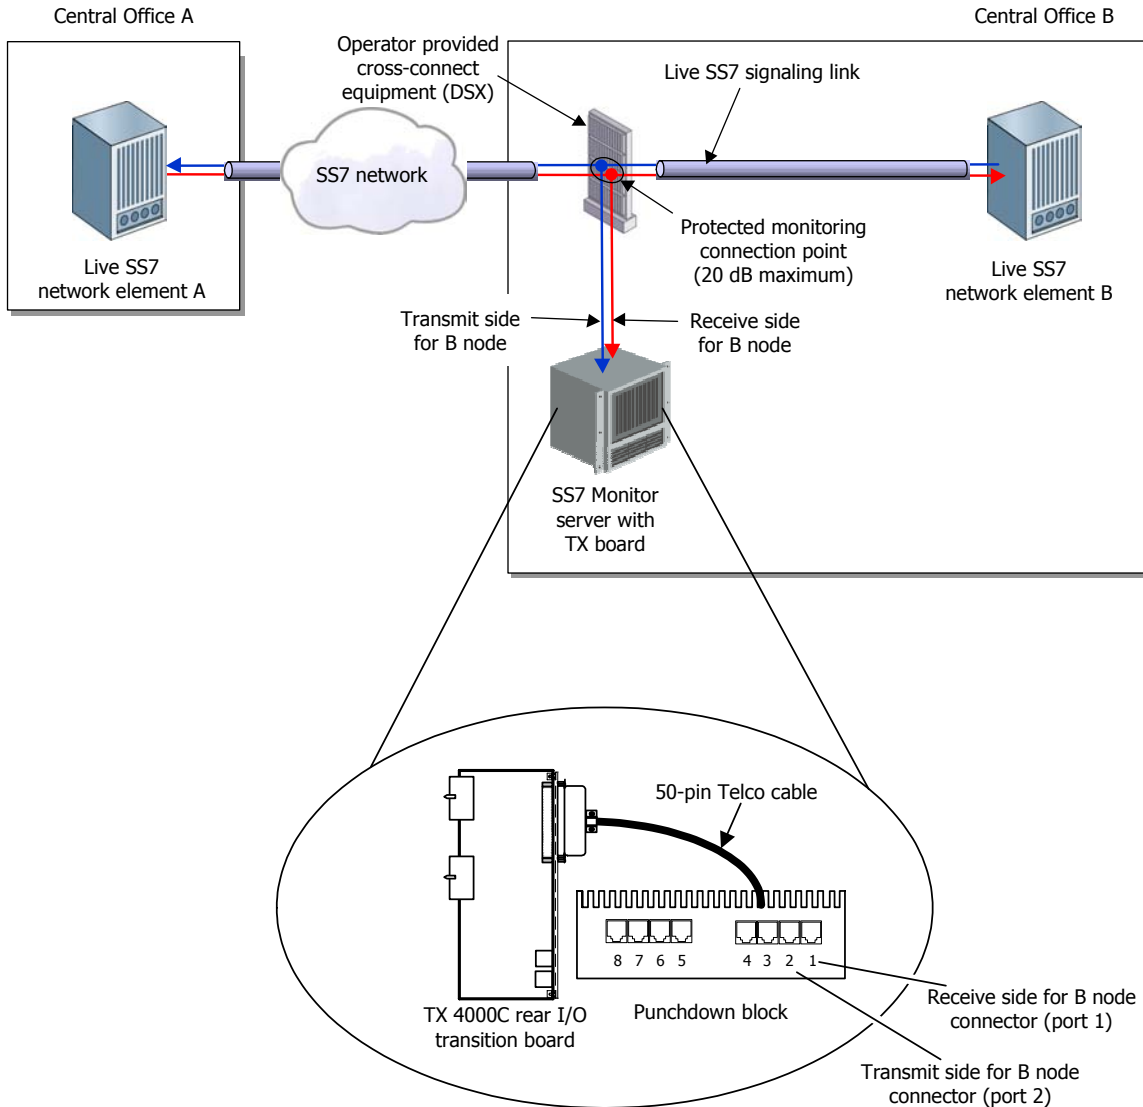 Central Office A
Central Office B
Operator provided
cross-connect
equipment (DSX)
Live SS7 signaling link
SS7 network
Protected monitoring
connection point
(20 dB maximum)
Live SS7
network element A
Live SS7
network element B
Transmit side
for B node
Receive side
for B node
SS7 Monitor
server with
TX board
50-pin Telco cable
8 7 6 5 4 3 2 1
TX 4000C rear I/O
transition board
Punchdown block
Receive side for B node
connector (port 1)
Transmit side for B node
connector (port 2)